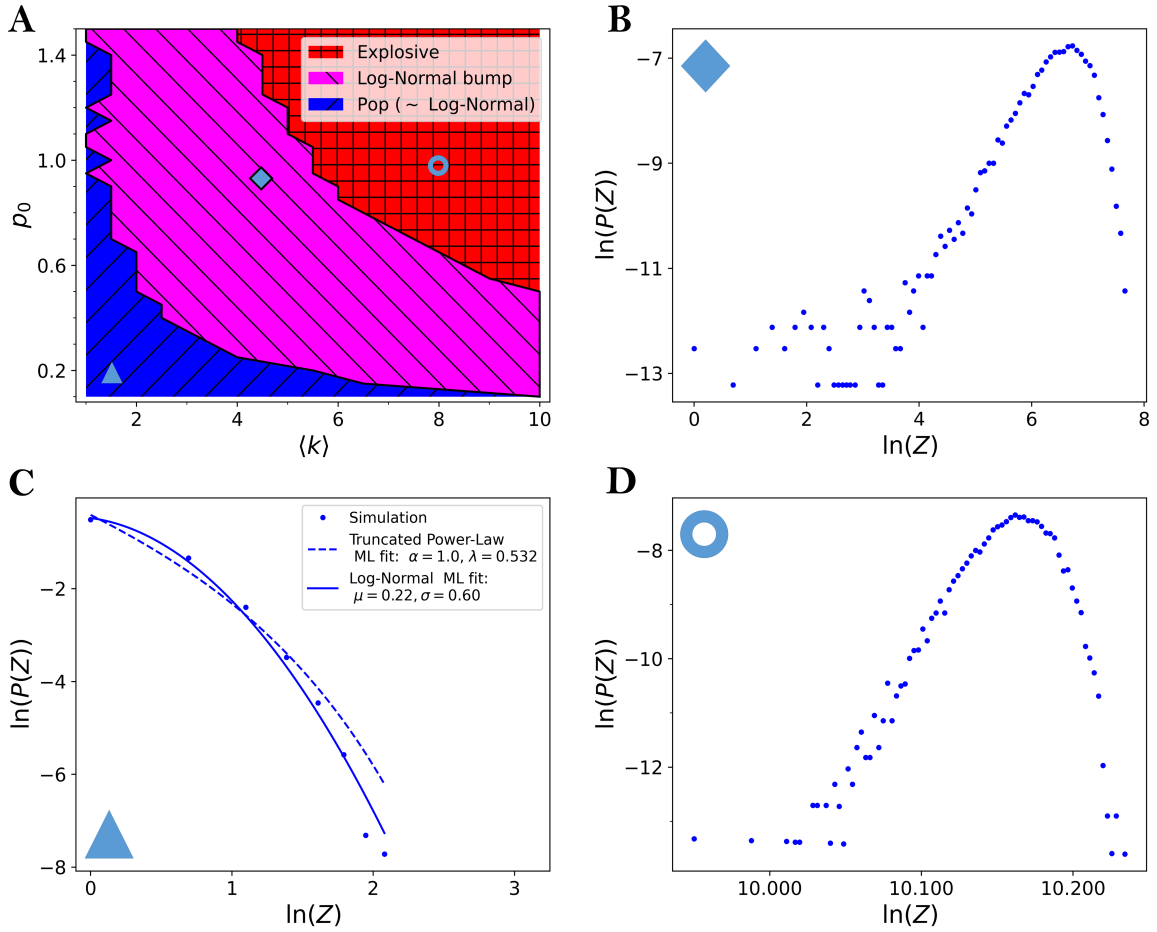 A
1.4
1.0
0.6
0.2
p₀
2
4
6
8
10
⟨k⟩
Explosive
Log-Normal bump
Pop ( ∼ Log-Normal)
B
−7
−9
−11
−13
ln(P(Z))
0
2
4
6
8
ln(Z)
C
−2
−4
−6
−8
ln(P(Z))
0
1
2
3
ln(Z)
Simulation
Truncated Power-Law
ML fit: α = 1.0, λ = 0.532
Log-Normal ML fit:
μ = 0.22, σ = 0.60
D
−8
−10
−12
ln(P(Z))
10.000
10.100
10.200
ln(Z)